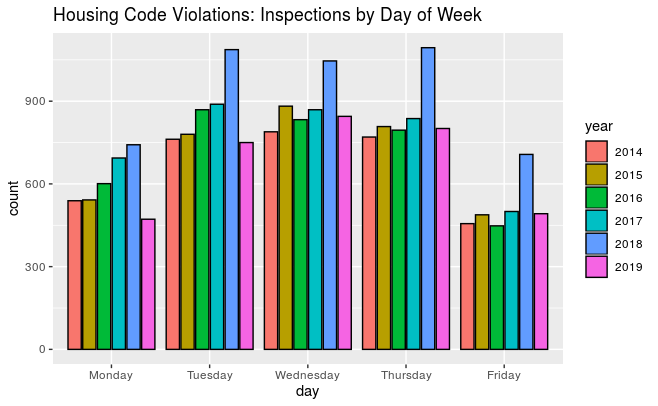 Housing Code Violations: Inspections by Day of Week
count
900
600
300
0
Monday Tuesday Wednesday Thursday Friday
day
year
2014
2015
2016
2017
2018
2019